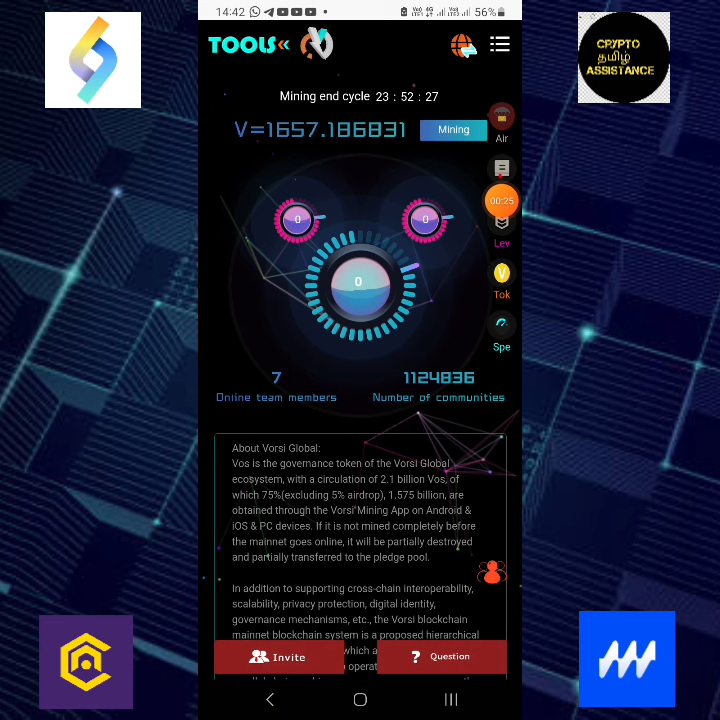 14:42
56%
CRYPTO
தமிழ்
ASSISTANCE
TOOLS«
Mining end cycle 23 : 52 : 27
V=1657.186831
Mining
Air
00:25
Lev
Tok
Spe
0
0
0
7
1124836
Online team members
Number of communities
About Vorsi Global:
Vos is the governance token of the Vorsi Global
ecosystem, with a circulation of 2.1 billion Vos, of
which 75%(excluding 5% airdrop), 1.575 billion, are
obtained through the Vorsi Mining App on Android &
iOS & PC devices. If it is not mined completely before
the mainnet goes online, it will be partially destroyed
and partially transferred to the pledge pool.
In addition to supporting cross-chain interoperability,
scalability, privacy protection, digital identity,
governance mechanisms, etc., the Vorsi blockchain
mainnet blockchain system is a proposed hierarchical
which
Invite
? Question